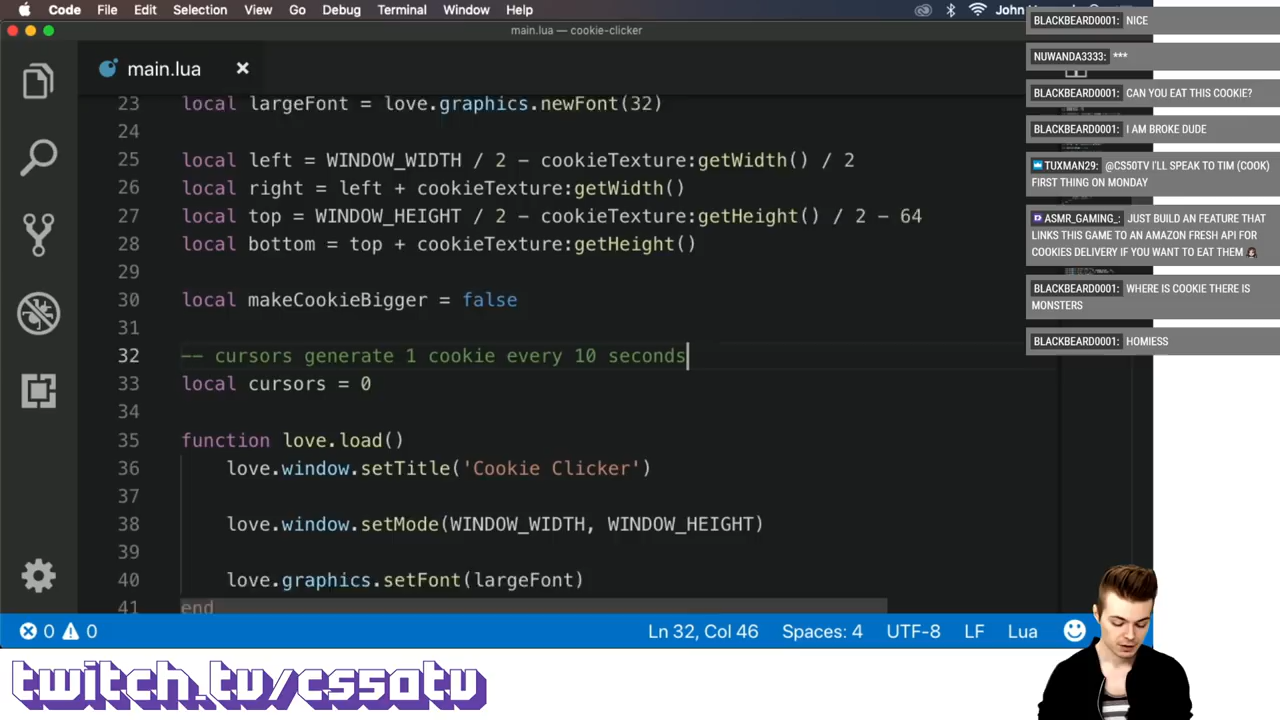 Code File Edit Selection View Go Debug Terminal Window Help
main.lua — cookie-clicker
main.lua
23 local largeFont = love.graphics.newFont(32)
24
25 local left = WINDOW_WIDTH / 2 - cookieTexture:getWidth() / 2
26 local right = left + cookieTexture:getWidth()
27 local top = WINDOW_HEIGHT / 2 - cookieTexture:getHeight() / 2 - 64
28 local bottom = top + cookieTexture:getHeight()
29
30 local makeCookieBigger = false
31
32 -- cursors generate 1 cookie every 10 seconds
33 local cursors = 0
34
35 function love.load()
36 love.window.setTitle('Cookie Clicker')
37
38 love.window.setMode(WINDOW_WIDTH, WINDOW_HEIGHT)
39
40 love.graphics.setFont(largeFont)
41 end
0 0 Ln 32, Col 46 Spaces: 4 UTF-8 LF Lua
BLACKBEARD0001: NICE
NUWANDA3333: ***
BLACKBEARD0001: CAN YOU EAT THIS COOKIE?
BLACKBEARD0001: I AM BROKE DUDE
TUXMAN29: @CS50TV I'LL SPEAK TO TIM (COOK)
FIRST THING ON MONDAY
ASMR_GAMING_: JUST BUILD AN FEATURE THAT
LINKS THIS GAME TO AN AMAZON FRESH API FOR
COOKIES DELIVERY IF YOU WANT TO EAT THEM
BLACKBEARD0001: WHERE IS COOKIE THERE IS
MONSTERS
BLACKBEARD0001: HOMIESS
twitch.tv/cs50tv